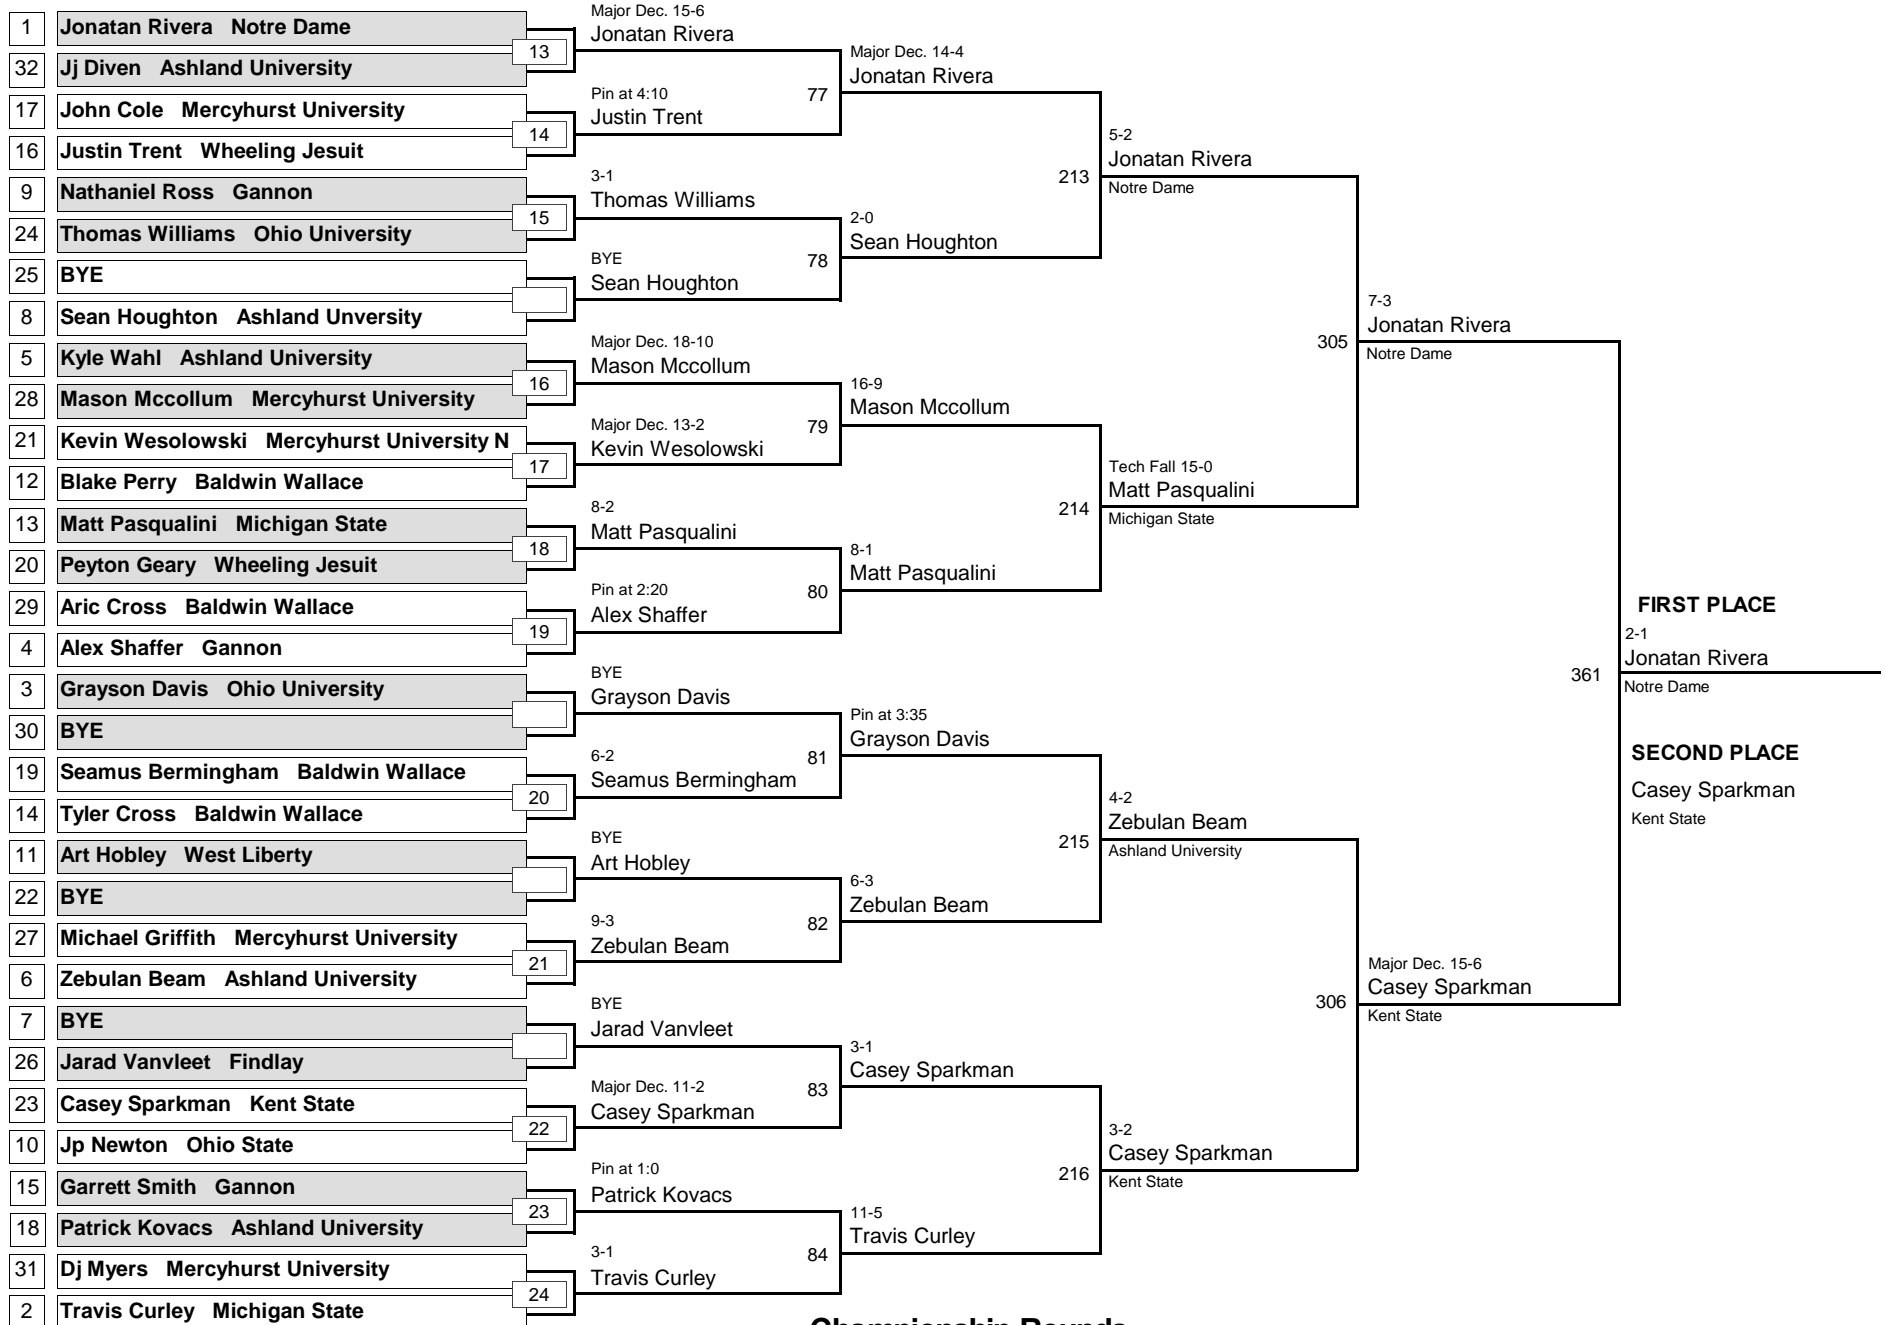 1 Jonatan Rivera Notre Dame
32 Jj Diven Ashland University
17 John Cole Mercyhurst University
16 Justin Trent Wheeling Jesuit
9 Nathaniel Ross Gannon
24 Thomas Williams Ohio University
25 BYE
8 Sean Houghton Ashland Unversity
5 Kyle Wahl Ashland University
28 Mason Mccollum Mercyhurst University
21 Kevin Wesolowski Mercyhurst University N
12 Blake Perry Baldwin Wallace
13 Matt Pasqualini Michigan State
20 Peyton Geary Wheeling Jesuit
29 Aric Cross Baldwin Wallace
4 Alex Shaffer Gannon
3 Grayson Davis Ohio University
30 BYE
19 Seamus Bermingham Baldwin Wallace
14 Tyler Cross Baldwin Wallace
11 Art Hobley West Liberty
22 BYE
27 Michael Griffith Mercyhurst University
6 Zebulan Beam Ashland University
7 BYE
26 Jarad Vanvleet Findlay
23 Casey Sparkman Kent State
10 Jp Newton Ohio State
15 Garrett Smith Gannon
18 Patrick Kovacs Ashland University
31 Dj Myers Mercyhurst University
2 Travis Curley Michigan State
13
14
15
16
17
18
19
20
21
22
23
24
Major Dec. 15-6
Jonatan Rivera
Pin at 4:10
Justin Trent
3-1
Thomas Williams
BYE
Sean Houghton
Major Dec. 18-10
Mason Mccollum
Major Dec. 13-2
Kevin Wesolowski
8-2
Matt Pasqualini
Pin at 2:20
Alex Shaffer
BYE
Grayson Davis
6-2
Seamus Bermingham
BYE
Art Hobley
9-3
Zebulan Beam
BYE
Jarad Vanvleet
Major Dec. 11-2
Casey Sparkman
Pin at 1:0
Patrick Kovacs
3-1
Travis Curley
77
78
79
80
81
82
83
84
Major Dec. 14-4
Jonatan Rivera
2-0
Sean Houghton
16-9
Mason Mccollum
8-1
Matt Pasqualini
Pin at 3:35
Grayson Davis
6-3
Zebulan Beam
3-1
Casey Sparkman
11-5
Travis Curley
213
214
215
216
5-2
Jonatan Rivera
Notre Dame
Tech Fall 15-0
Matt Pasqualini
Michigan State
4-2
Zebulan Beam
Ashland University
3-2
Casey Sparkman
Kent State
305
306
7-3
Jonatan Rivera
Notre Dame
Major Dec. 15-6
Casey Sparkman
Kent State
361
FIRST PLACE
2-1
Jonatan Rivera
Notre Dame
SECOND PLACE
Casey Sparkman
Kent State
Championship Rounds